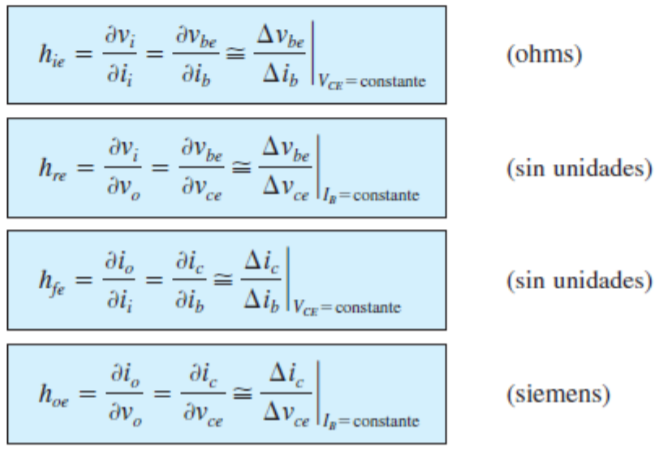 h_ie = ∂v_i/∂i_i = ∂v_be/∂i_b ≅ Δv_be/Δi_b |_{V_CE = constante} (ohms)
h_re = ∂v_i/∂v_o = ∂v_be/∂v_ce ≅ Δv_be/Δv_ce |_{I_B = constante} (sin unidades)
h_fe = ∂i_o/∂i_i = ∂i_c/∂i_b ≅ Δi_c/Δi_b |_{V_CE = constante} (sin unidades)
h_oe = ∂i_o/∂v_o = ∂i_c/∂v_ce ≅ Δi_c/Δv_ce |_{I_B = constante} (siemens)